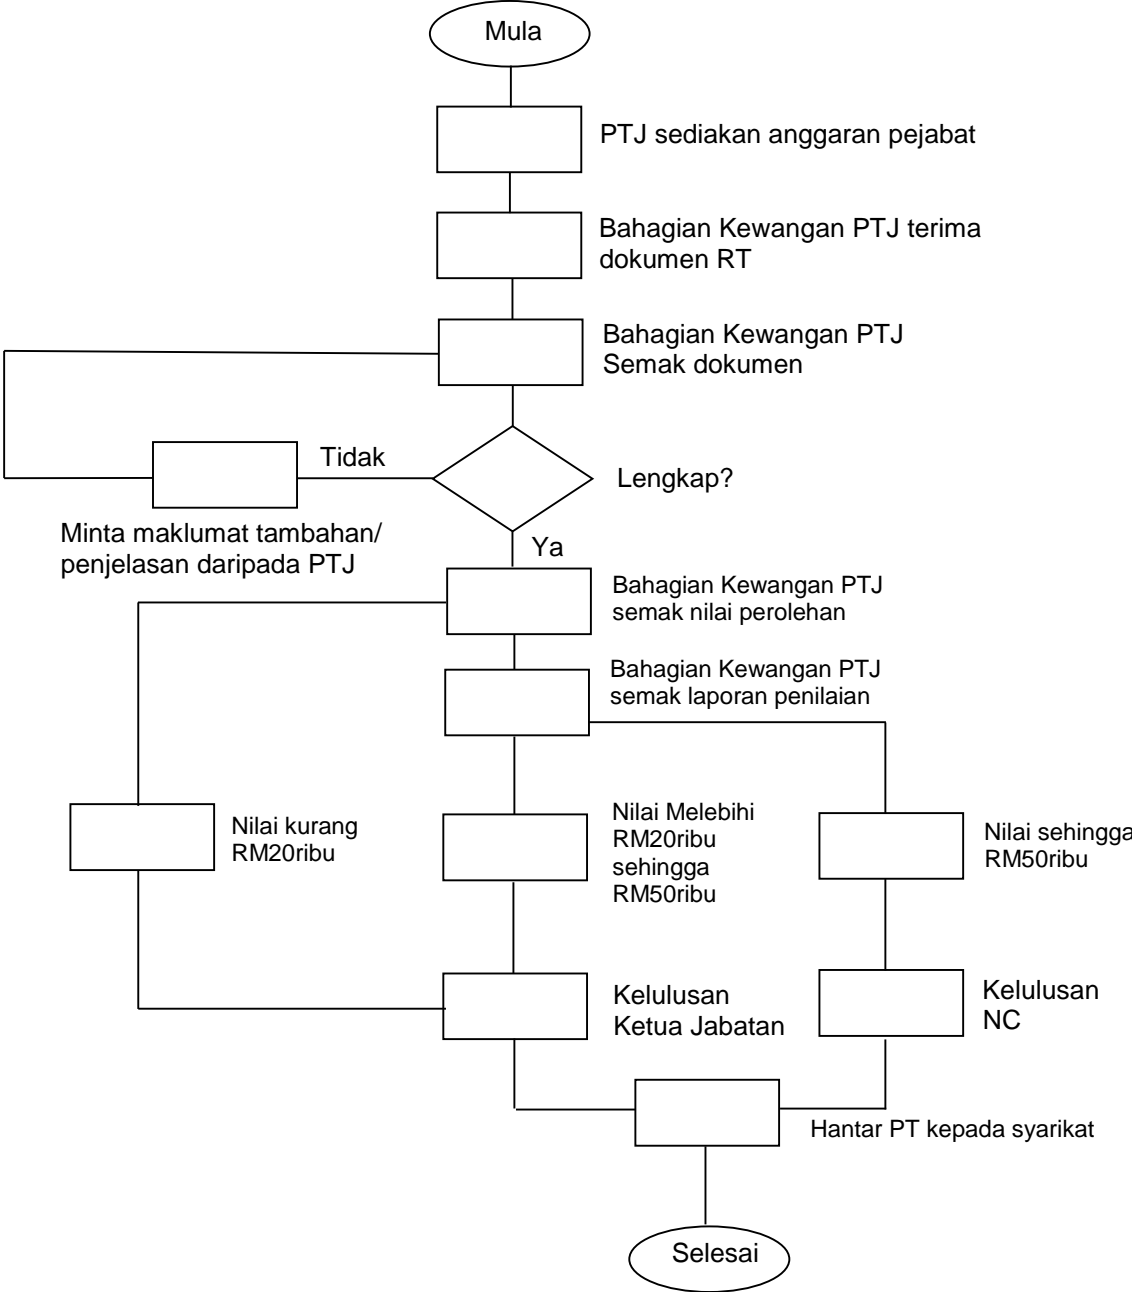 Mula
PTJ sediakan anggaran pejabat
Bahagian Kewangan PTJ terima
dokumen RT
Bahagian Kewangan PTJ
Semak dokumen
Tidak
Lengkap?
Minta maklumat tambahan/
penjelasan daripada PTJ
Ya
Bahagian Kewangan PTJ
semak nilai perolehan
Bahagian Kewangan PTJ
semak laporan penilaian
Nilai kurang
RM20ribu
Nilai Melebihi
RM20ribu
sehingga
RM50ribu
Nilai sehingga
RM50ribu
Kelulusan
Ketua Jabatan
Kelulusan
NC
Hantar PT kepada syarikat
Selesai